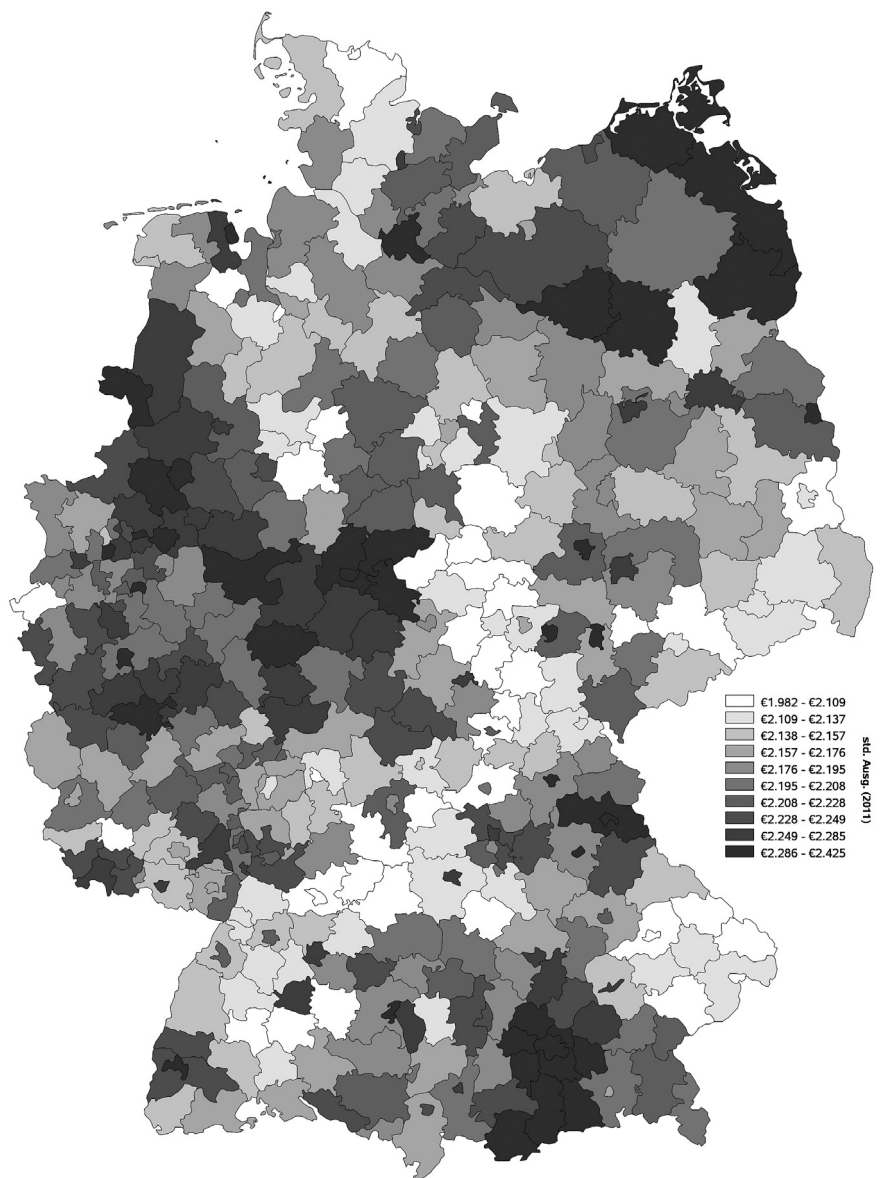 €1.982 - €2.109
€2.109 - €2.137
€2.138 - €2.157
€2.157 - €2.176
€2.176 - €2.195
€2.195 - €2.208
€2.208 - €2.228
€2.228 - €2.249
€2.249 - €2.285
€2.286 - €2.425
std. Ausg. (2011)